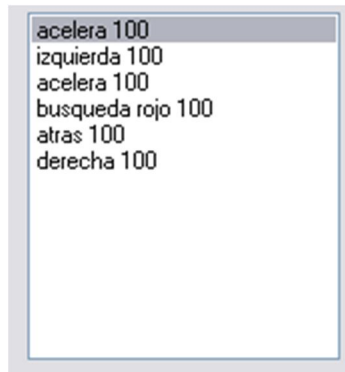 acelera 100
izquierda 100
acelera 100
busqueda rojo 100
atras 100
derecha 100